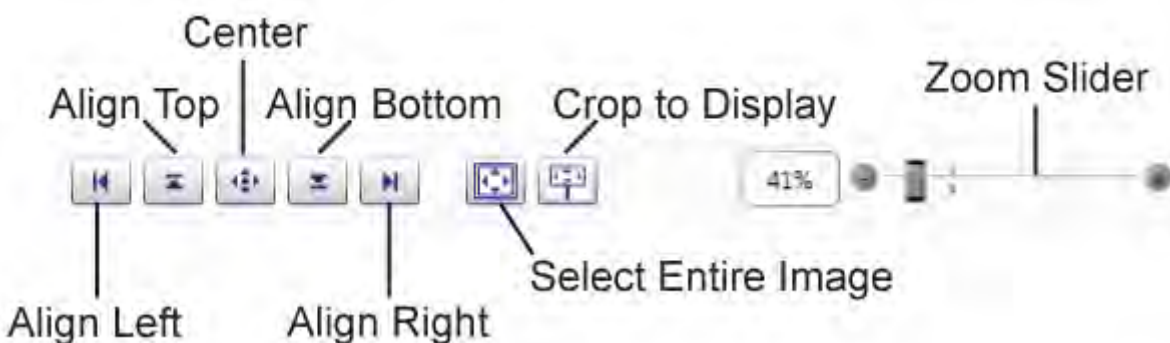 Center
Align Top Align Bottom Crop to Display Zoom Slider
41%
Select Entire Image
Align Left Align Right